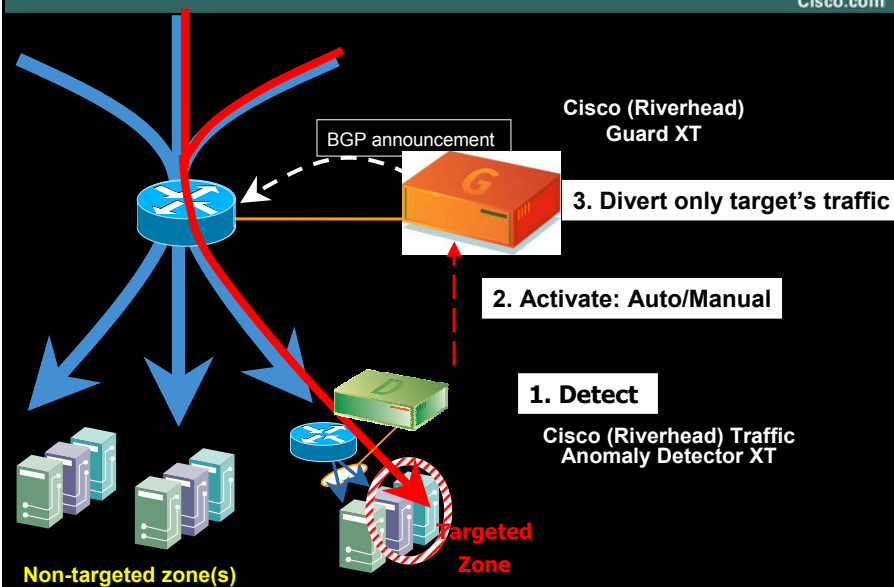 Cisco.com
Cisco (Riverhead)
Guard XT
BGP announcement
G
3. Divert only target's traffic
2. Activate: Auto/Manual
D
1. Detect
Cisco (Riverhead) Traffic
Anomaly Detector XT
Targeted
Zone
Non-targeted zone(s)